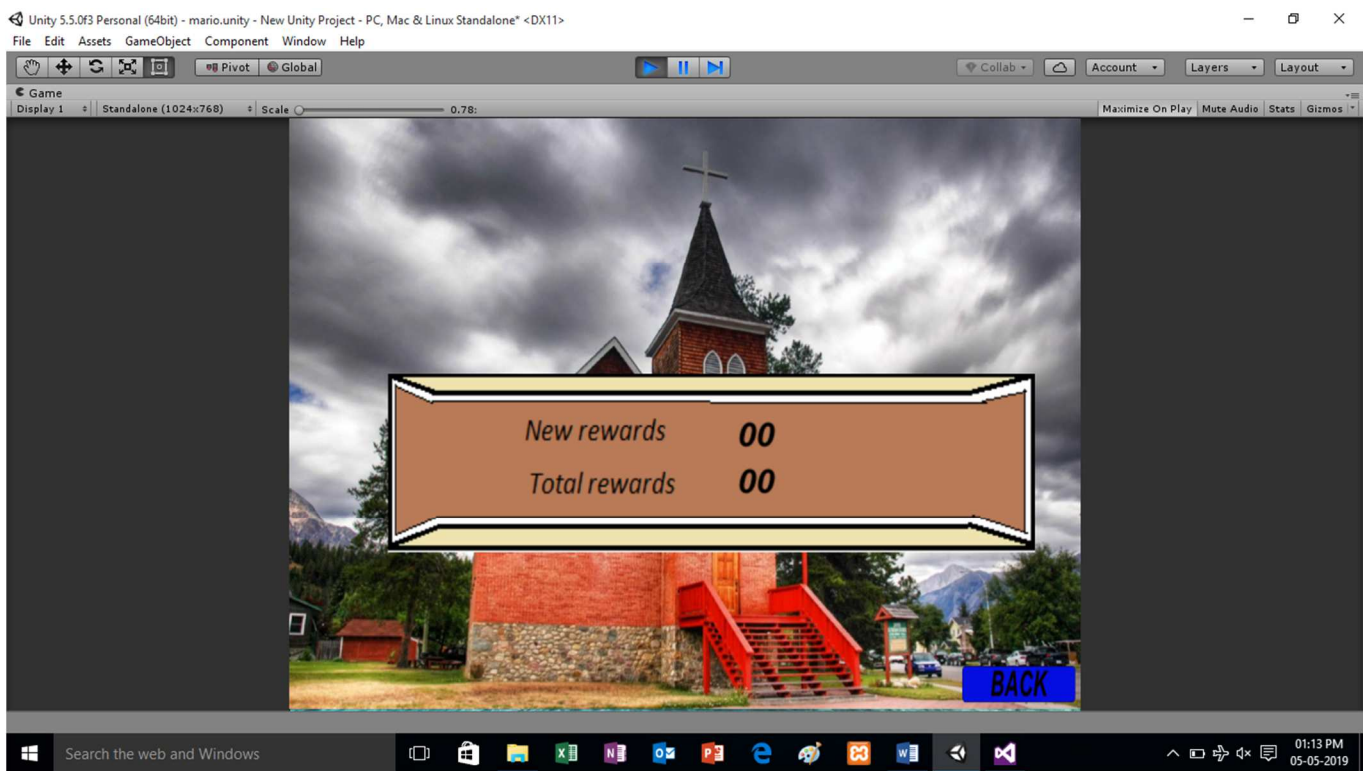 Unity 5.5.0f3 Personal (64bit) - mario.unity - New Unity Project - PC, Mac & Linux Standalone* <DX11>
File Edit Assets GameObject Component Window Help
Pivot Global Collab Account Layers Layout
Game
Display 1 Standalone (1024x768) Scale 0.78: Maximize On Play Mute Audio Stats Gizmos
New rewards 00
Total rewards 00
BACK
Search the web and Windows
01:13 PM
05-05-2019